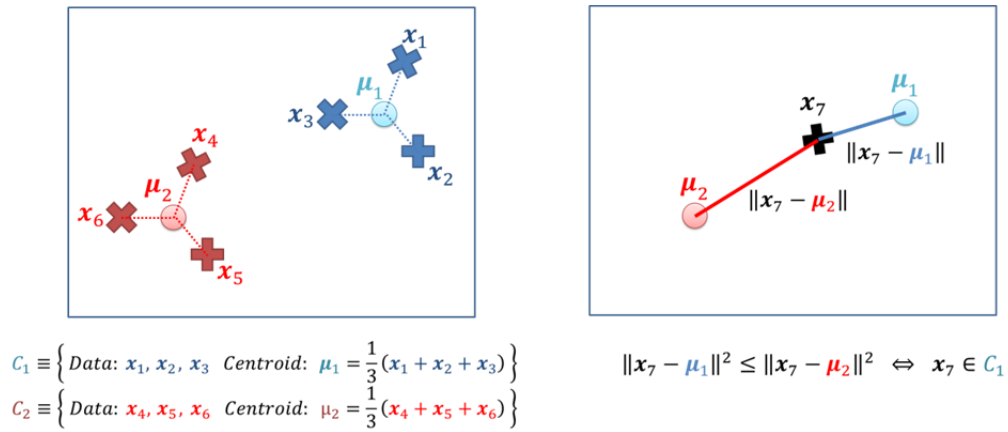 x₁
μ₁
x₃
x₂
x₄
μ₂
x₆
x₅
C₁ ≡ { Data: x₁, x₂, x₃ Centroid: μ₁ = 1/3 (x₁ + x₂ + x₃) }
C₂ ≡ { Data: x₄, x₅, x₆ Centroid: μ₂ = 1/3 (x₄ + x₅ + x₆) }
μ₁
x₇
‖x₇ − μ₁‖
μ₂
‖x₇ − μ₂‖
‖x₇ − μ₁‖² ≤ ‖x₇ − μ₂‖² ⇔ x₇ ∈ C₁